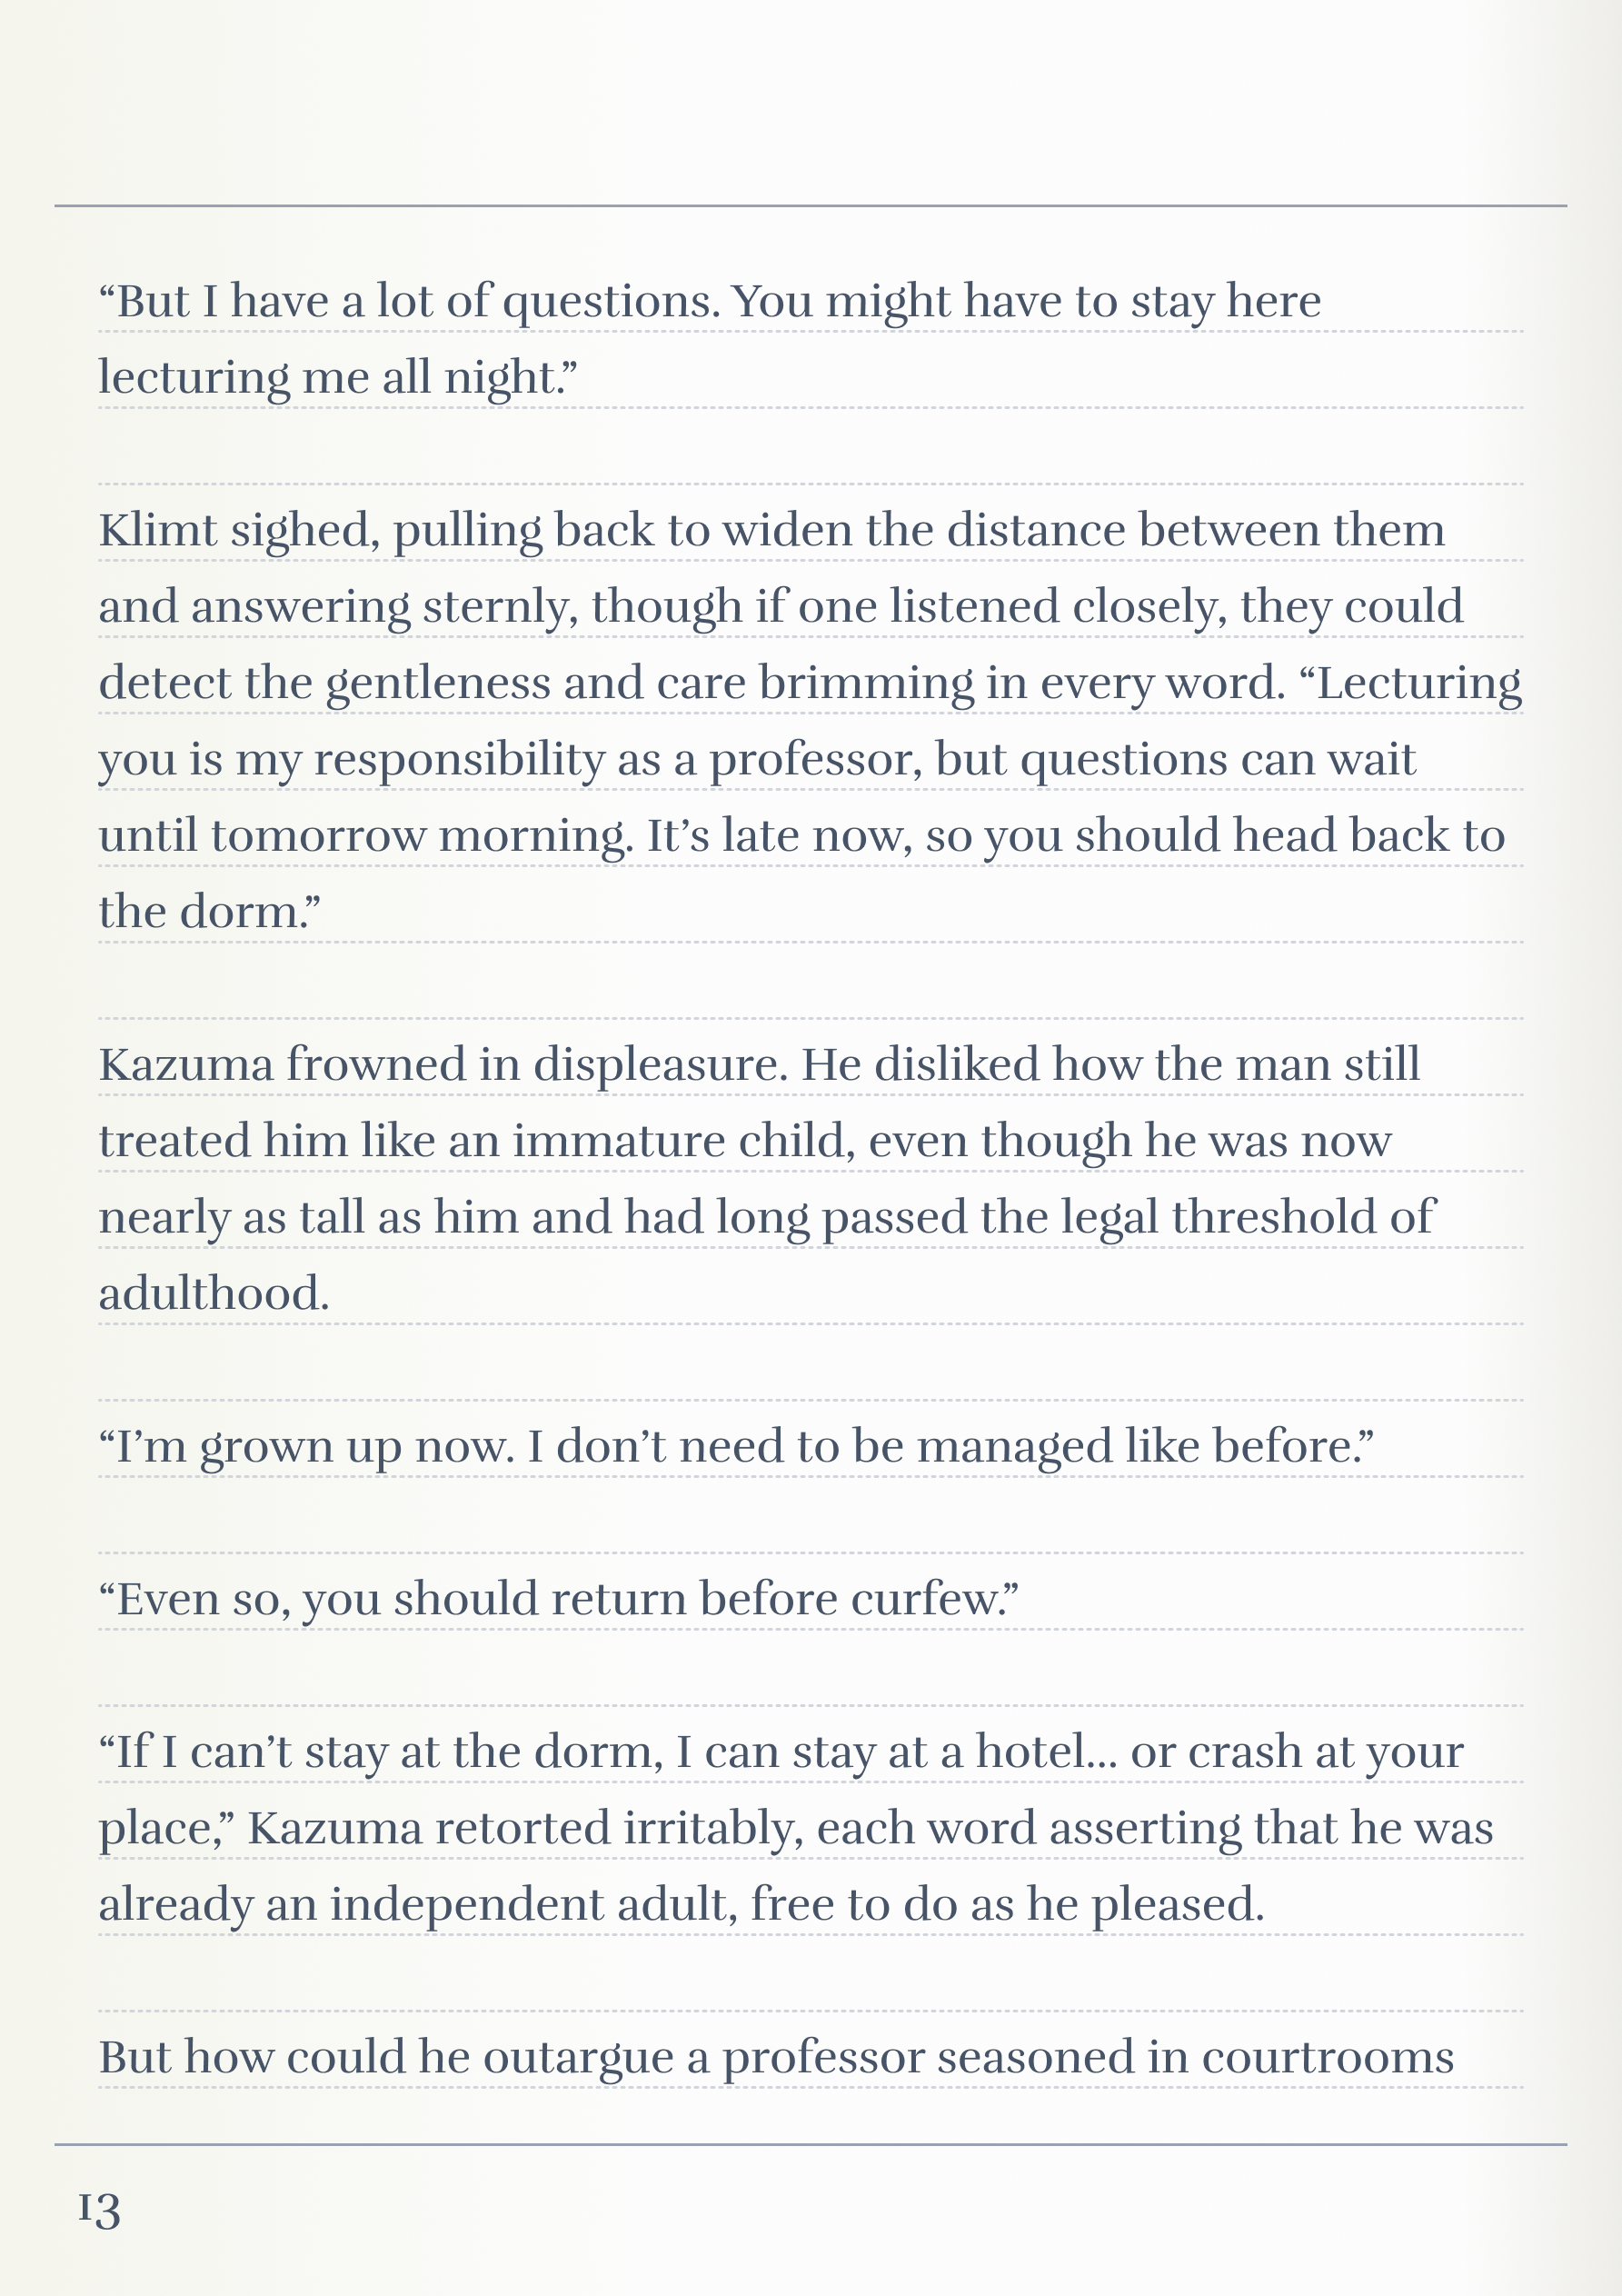 “But I have a lot of questions. You might have to stay here
lecturing me all night.”
Klimt sighed, pulling back to widen the distance between them
and answering sternly, though if one listened closely, they could
detect the gentleness and care brimming in every word. “Lecturing
you is my responsibility as a professor, but questions can wait
until tomorrow morning. It’s late now, so you should head back to
the dorm.”
Kazuma frowned in displeasure. He disliked how the man still
treated him like an immature child, even though he was now
nearly as tall as him and had long passed the legal threshold of
adulthood.
“I’m grown up now. I don’t need to be managed like before.”
“Even so, you should return before curfew.”
“If I can’t stay at the dorm, I can stay at a hotel... or crash at your
place,” Kazuma retorted irritably, each word asserting that he was
already an independent adult, free to do as he pleased.
But how could he outargue a professor seasoned in courtrooms
13